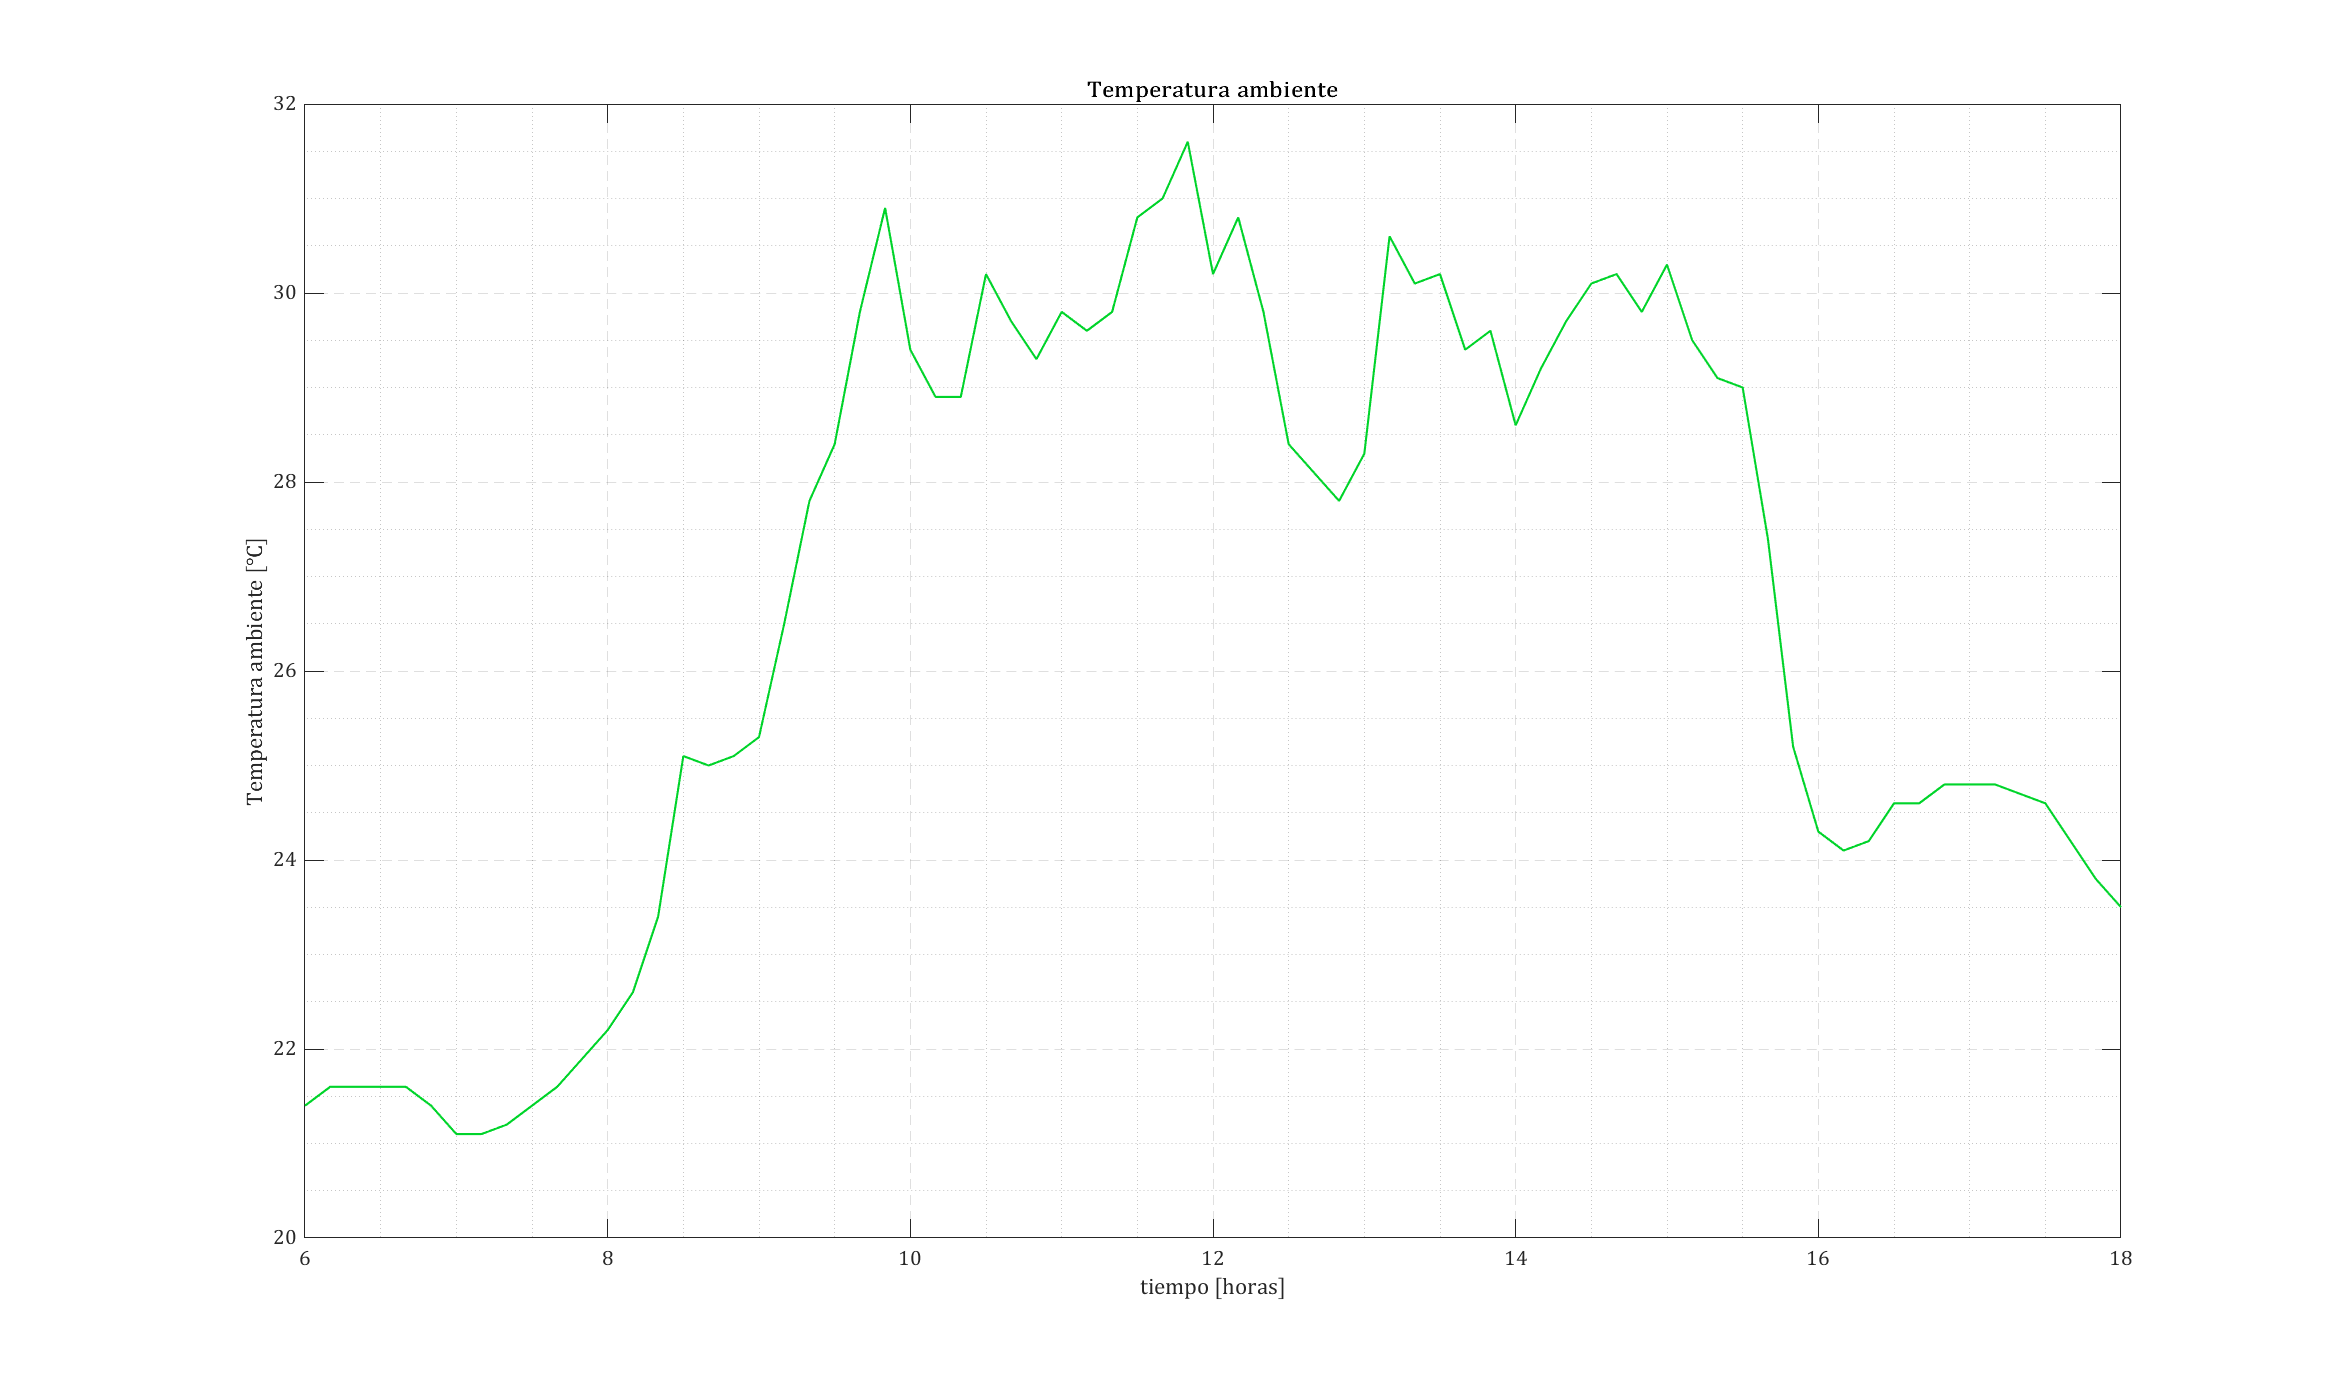 Temperatura ambiente
32
30
28
26
24
22
20
Temperatura ambiente [°C]
6 8 10 12 14 16 18
tiempo [horas]